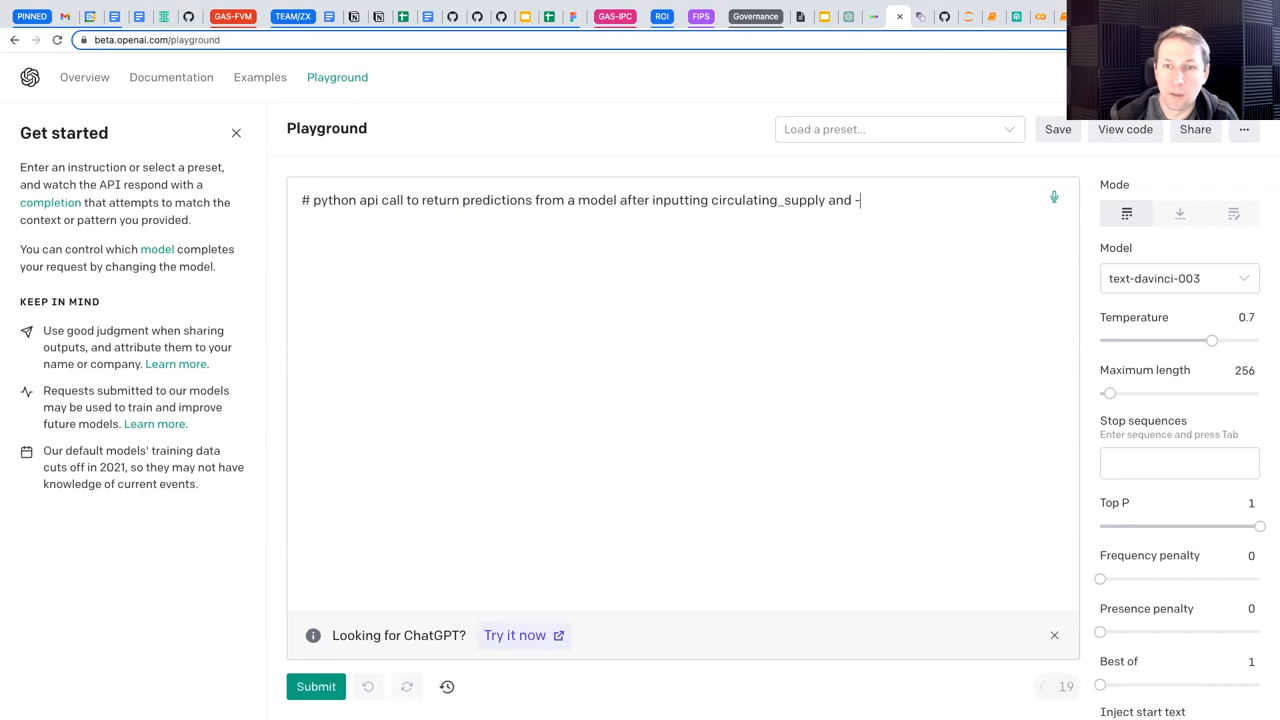 PINNED
GAS-FVM
TEAM/ZX
GAS-IPC
ROI
FIPS
Governance
beta.openai.com/playground
Overview
Documentation
Examples
Playground
Get started
Enter an instruction or select a preset,
and watch the API respond with a
completion that attempts to match the
context or pattern you provided.
You can control which model completes
your request by changing the model.
KEEP IN MIND
Use good judgment when sharing
outputs, and attribute them to your
name or company. Learn more.
Requests submitted to our models
may be used to train and improve
future models. Learn more.
Our default models' training data
cuts off in 2021, so they may not have
knowledge of current events.
Playground
Load a preset...
Save
View code
Share
...
# python api call to return predictions from a model after inputting circulating_supply and -
Looking for ChatGPT? Try it now
Submit
19
Mode
Model
text-davinci-003
Temperature 0.7
Maximum length 256
Stop sequences
Enter sequence and press Tab
Top P 1
Frequency penalty 0
Presence penalty 0
Best of 1
Inject start text